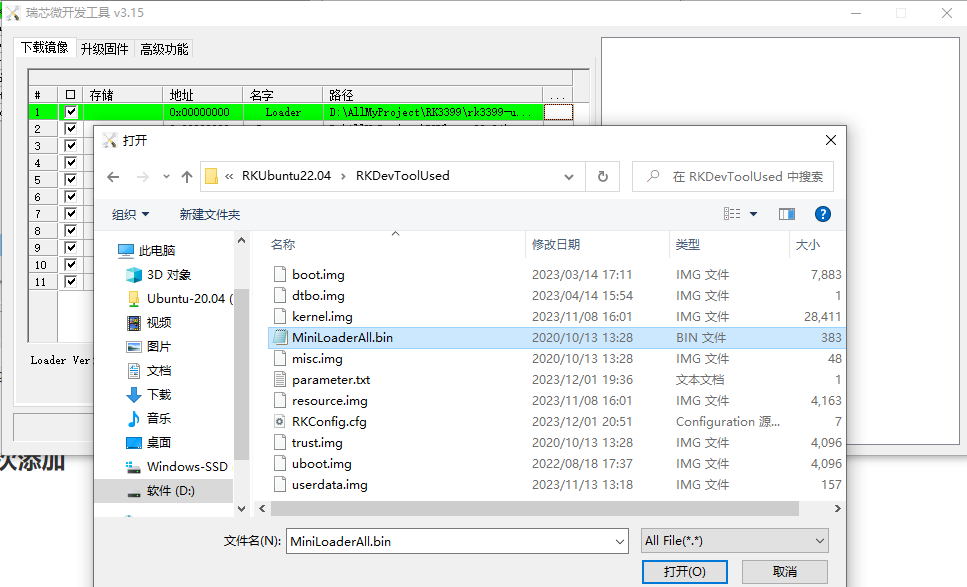 瑞芯微开发工具 v3.15
下载镜像 升级固件 高级功能
# 存储 地址 名字 路径 ...
1 0x00000000 Loader D:\AllMyProject\RK3399\rk3399-u...
2
3
4
5
6
7
8
9
10
11
Loader Ver
次添加
打开
« RKUbuntu22.04 › RKDevToolUsed
在 RKDevToolUsed 中搜索
组织 新建文件夹
此电脑
3D 对象
Ubuntu-20.04 (
视频
图片
文档
下载
音乐
桌面
Windows-SSD
软件 (D:)
名称 修改日期 类型 大小
boot.img 2023/03/14 17:11 IMG 文件 7,883
dtbo.img 2023/04/14 15:54 IMG 文件 1
kernel.img 2023/11/08 16:01 IMG 文件 28,411
MiniLoaderAll.bin 2020/10/13 13:28 BIN 文件 383
misc.img 2020/10/13 13:28 IMG 文件 48
parameter.txt 2023/12/01 19:36 文本文档 1
resource.img 2023/11/08 16:01 IMG 文件 4,163
RKConfig.cfg 2023/12/01 20:51 Configuration 源... 7
trust.img 2020/10/13 13:28 IMG 文件 4,096
uboot.img 2022/08/18 17:37 IMG 文件 4,096
userdata.img 2023/11/13 13:18 IMG 文件 157
文件名(N): MiniLoaderAll.bin All File(*.*)
打开(O) 取消